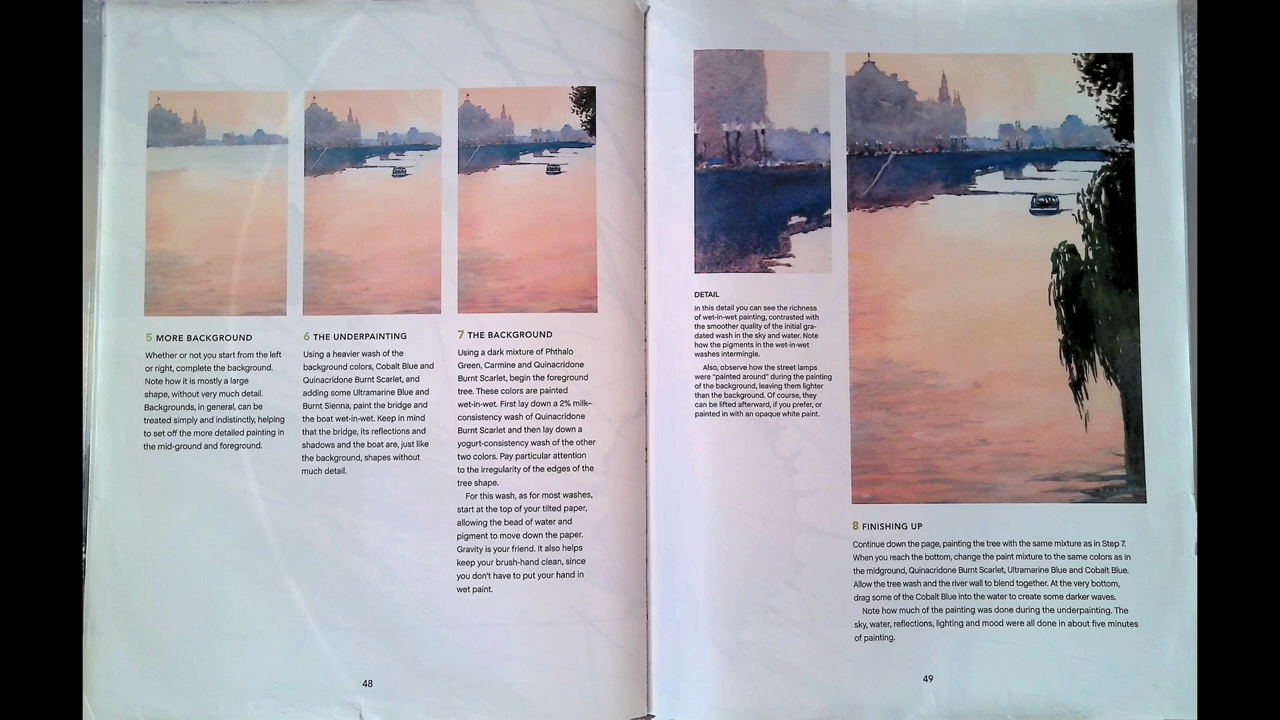 5 MORE BACKGROUND
Whether or not you start from the left
or right, complete the background.
Note how it is mostly a large
shape, without very much detail.
Backgrounds, in general, can be
treated simply and indistinctly, helping
to set off the more detailed painting in
the mid-ground and foreground.
6 THE UNDERPAINTING
Using a heavier wash of the
background colors, Cobalt Blue and
Quinacridone Burnt Scarlet, and
adding some Ultramarine Blue and
Burnt Sienna, paint the bridge and
the boat wet-in-wet. Keep in mind
that the bridge, its reflections and
shadows and the boat are, just like
the background, shapes without
much detail.
7 THE BACKGROUND
Using a dark mixture of Phthalo
Green, Carmine and Quinacridone
Burnt Scarlet, begin the foreground
tree. These colors are painted
wet-in-wet. First lay down a 2% milk–
consistency wash of Quinacridone
Burnt Scarlet and then lay down a
yogurt-consistency wash of the other
two colors. Pay particular attention
to the irregularity of the edges of the
tree shape.
For this wash, as for most washes,
start at the top of your tilted paper,
allowing the bead of water and
pigment to move down the paper.
Gravity is your friend. It also helps
keep your brush-hand clean, since
you don't have to put your hand in
wet paint.
48
DETAIL
In this detail you can see the richness
of wet-in-wet painting, contrasted with
the smoother quality of the initial gra-
dated wash in the sky and water. Note
how the pigments in the wet-in-wet
washes intermingle.
Also, observe how the street lamps
were "painted around" during the painting
of the background, leaving them lighter
than the background. Of course, they
can be lifted afterward, if you prefer, or
painted in with an opaque white paint.
8 FINISHING UP
Continue down the page, painting the tree with the same mixture as in Step 7.
When you reach the bottom, change the paint mixture to the same colors as in
the midground, Quinacridone Burnt Scarlet, Ultramarine Blue and Cobalt Blue.
Allow the tree wash and the river wall to blend together. At the very bottom,
drag some of the Cobalt Blue into the water to create some darker waves.
Note how much of the painting was done during the underpainting. The
sky, water, reflections, lighting and mood were all done in about five minutes
of painting.
49